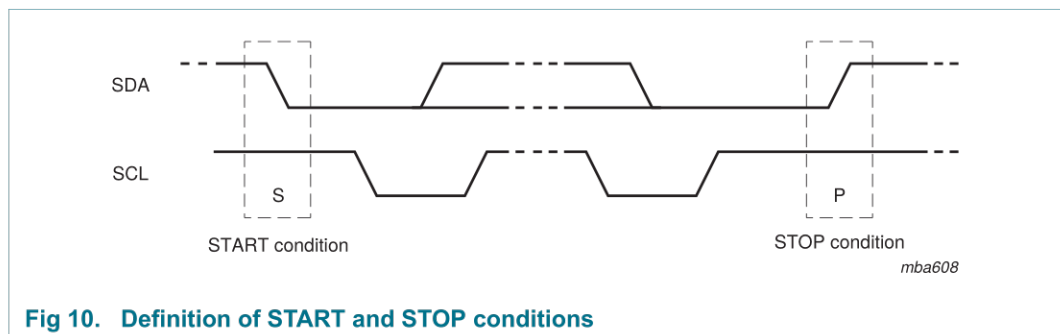 SDA
SCL
S
P
START condition
STOP condition
mba608
Fig 10. Definition of START and STOP conditions